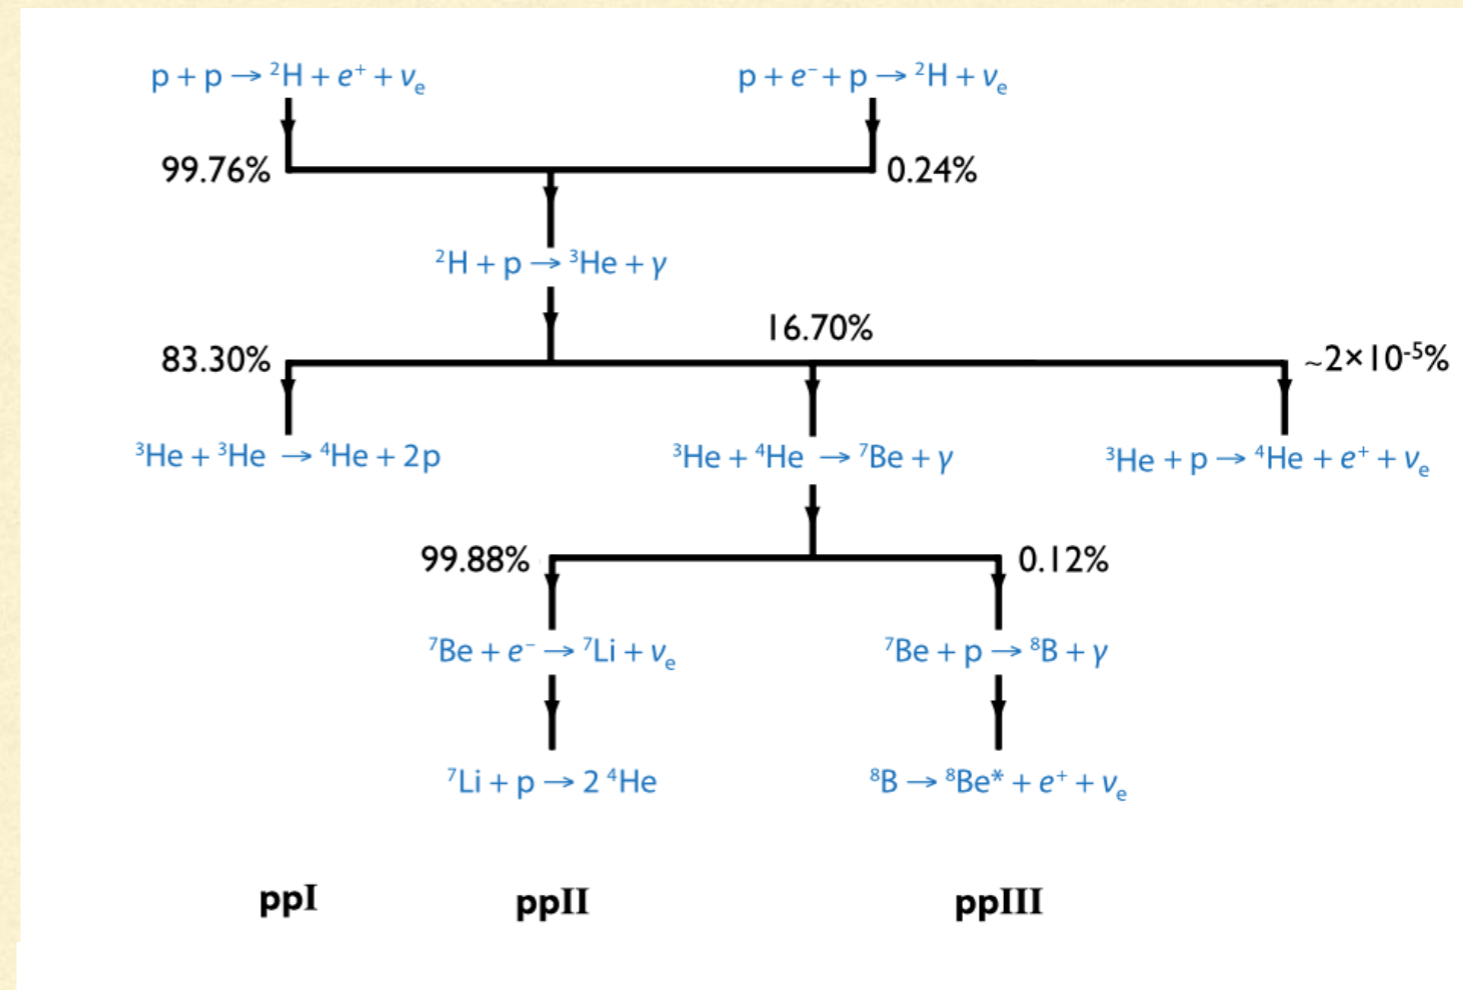 p + p → ²H + e⁺ + νₑ
p + e⁻ + p → ²H + νₑ
99.76%
0.24%
²H + p → ³He + γ
16.70%
83.30%
~2×10⁻⁵%
³He + ³He → ⁴He + 2p
³He + ⁴He → ⁷Be + γ
³He + p → ⁴He + e⁺ + νₑ
99.88%
0.12%
⁷Be + e⁻ → ⁷Li + νₑ
⁷Be + p → ⁸B + γ
⁷Li + p → 2 ⁴He
⁸B → ⁸Be* + e⁺ + νₑ
ppI
ppII
ppIII